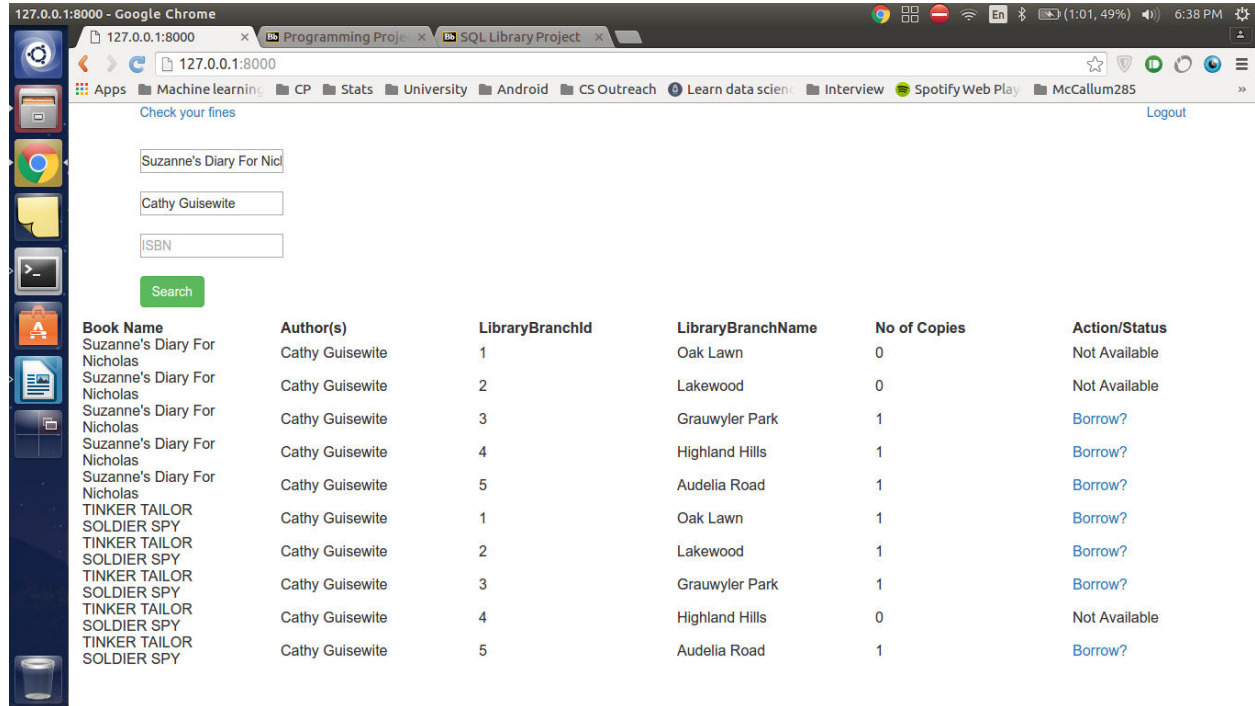 127.0.0.1:8000 - Google Chrome En (1:01, 49%) 6:38 PM
127.0.0.1:8000 × Bb Programming Proje × Bb SQL Library Project ×
127.0.0.1:8000
Apps Machine learning CP Stats University Android CS Outreach Learn data scien Interview Spotify Web Play McCallum285 »
Check your fines Logout
Suzanne's Diary For Nicl
Cathy Guisewite
ISBN
Search
Book Name Author(s) LibraryBranchId LibraryBranchName No of Copies Action/Status
Suzanne's Diary For
Nicholas Cathy Guisewite 1 Oak Lawn 0 Not Available
Suzanne's Diary For
Nicholas Cathy Guisewite 2 Lakewood 0 Not Available
Suzanne's Diary For
Nicholas Cathy Guisewite 3 Grauwyler Park 1 Borrow?
Suzanne's Diary For
Nicholas Cathy Guisewite 4 Highland Hills 1 Borrow?
Suzanne's Diary For
Nicholas Cathy Guisewite 5 Audelia Road 1 Borrow?
TINKER TAILOR
SOLDIER SPY Cathy Guisewite 1 Oak Lawn 1 Borrow?
TINKER TAILOR
SOLDIER SPY Cathy Guisewite 2 Lakewood 1 Borrow?
TINKER TAILOR
SOLDIER SPY Cathy Guisewite 3 Grauwyler Park 1 Borrow?
TINKER TAILOR
SOLDIER SPY Cathy Guisewite 4 Highland Hills 0 Not Available
TINKER TAILOR
SOLDIER SPY Cathy Guisewite 5 Audelia Road 1 Borrow?